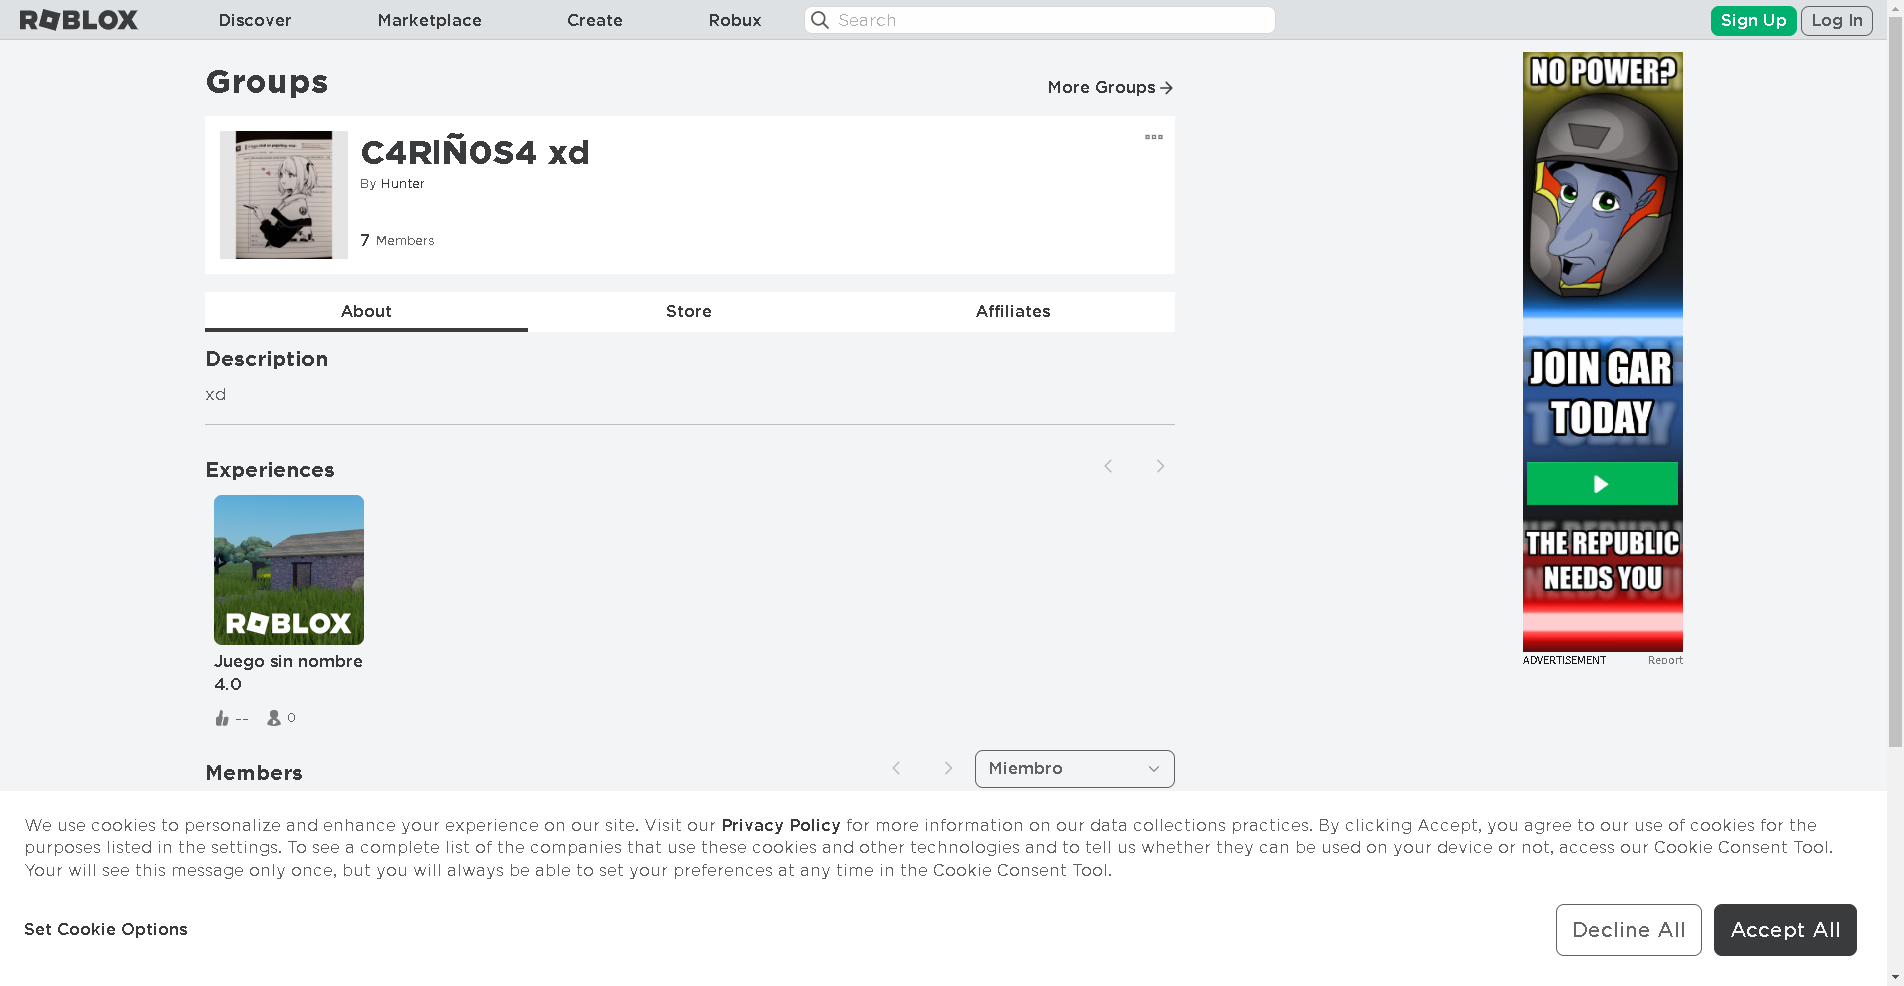 ROBLOX
Discover
Marketplace
Create
Robux
Search
Sign Up
Log In
Groups
More Groups
C4RIÑ0S4 xd
By Hunter
7 Members
About
Store
Affiliates
Description
xd
Experiences
ROBLOX
Juego sin nombre
4.0
--
0
Members
Miembro
NO POWER?
JOIN GAR
TODAY
THE REPUBLIC
NEEDS YOU
ADVERTISEMENT
Report
We use cookies to personalize and enhance your experience on our site. Visit our Privacy Policy for more information on our data collections practices. By clicking Accept, you agree to our use of cookies for the
purposes listed in the settings. To see a complete list of the companies that use these cookies and other technologies and to tell us whether they can be used on your device or not, access our Cookie Consent Tool.
Your will see this message only once, but you will always be able to set your preferences at any time in the Cookie Consent Tool.
Set Cookie Options
Decline All
Accept All